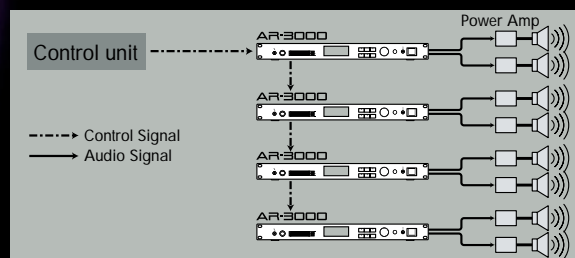 Power Amp
AR-3000
Control unit
AR-3000
Control Signal
Audio Signal
AR-3000
AR-3000